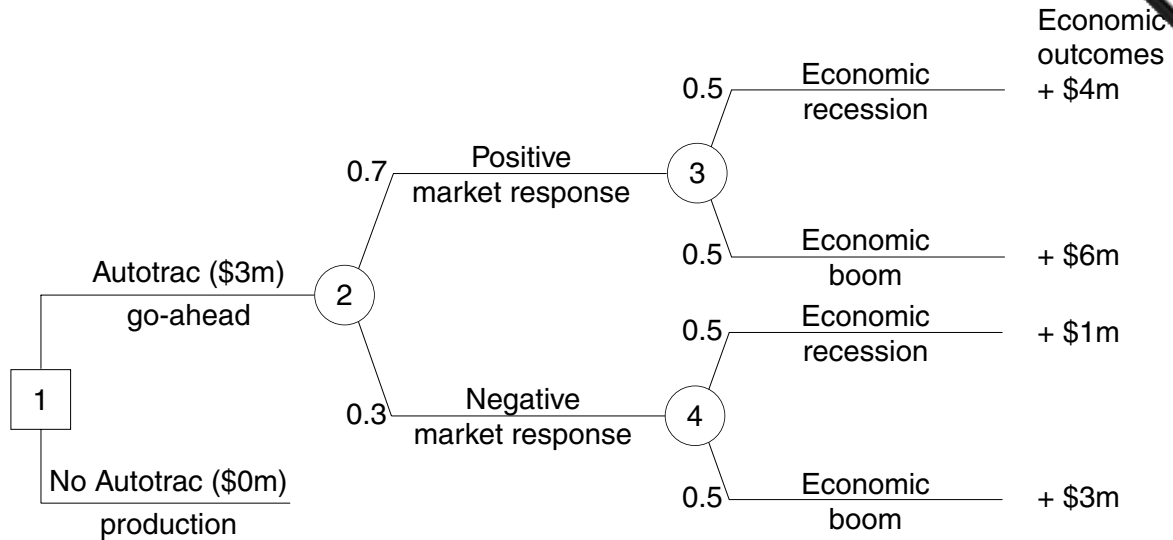 Economic
outcomes
0.5
Economic
recession
+ $4m
0.7
Positive
market response
3
0.5
Economic
boom
+ $6m
Autotrac ($3m)
go-ahead
2
0.5
Economic
recession
+ $1m
1
0.3
Negative
market response
4
No Autotrac ($0m)
production
0.5
Economic
boom
+ $3m